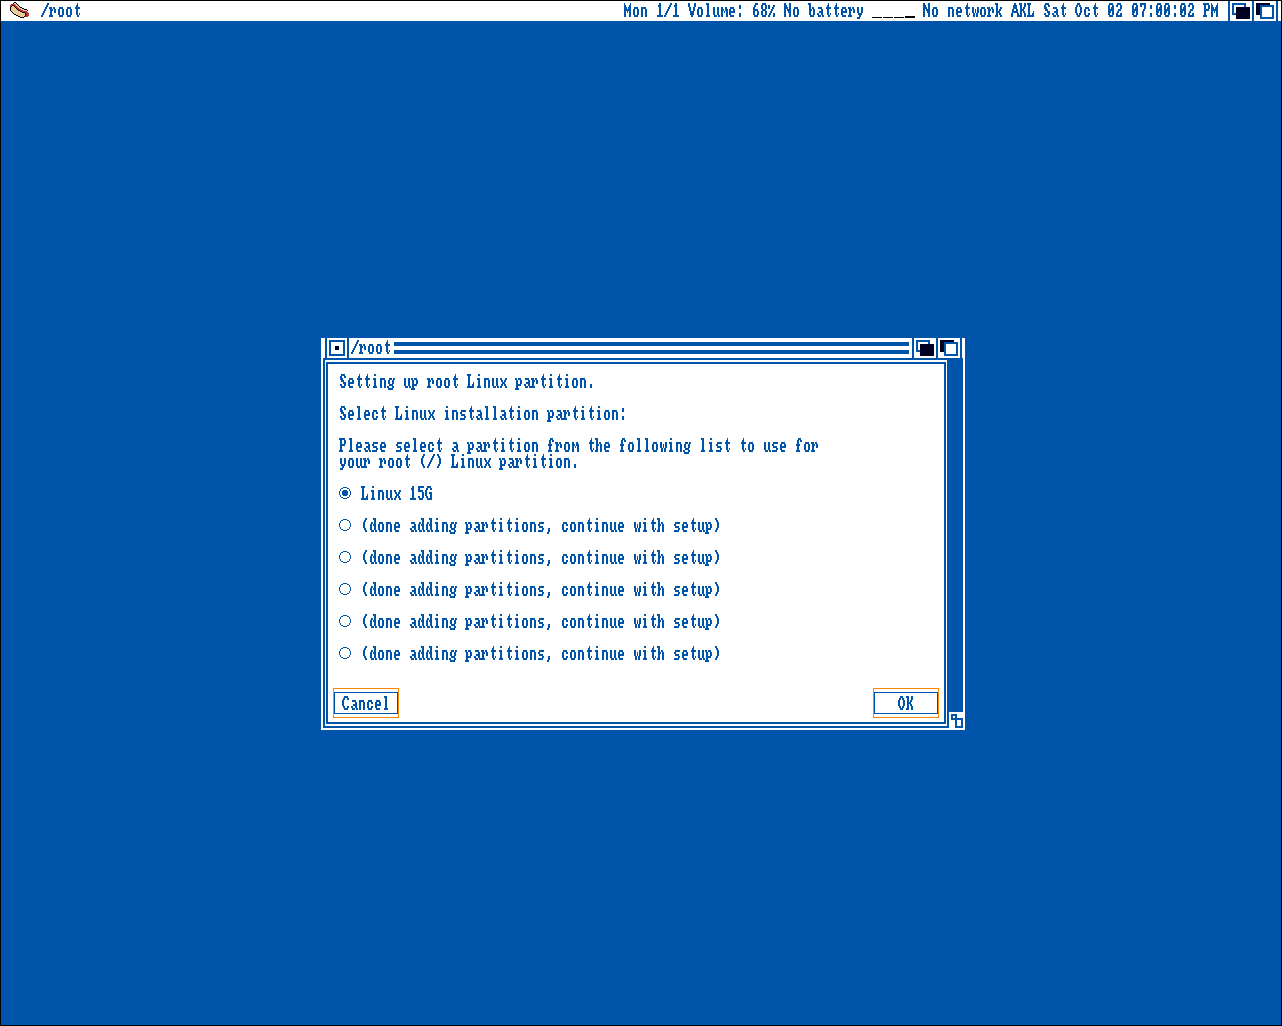 /root
Mon 1/1 Volume: 68% No battery ____ No network AKL Sat Oct 02 07:00:02 PM
/root
Setting up root Linux partition.
Select Linux installation partition:
Please select a partition from the following list to use for
your root (/) Linux partition.
Linux 15G
(done adding partitions, continue with setup)
(done adding partitions, continue with setup)
(done adding partitions, continue with setup)
(done adding partitions, continue with setup)
(done adding partitions, continue with setup)
Cancel
OK